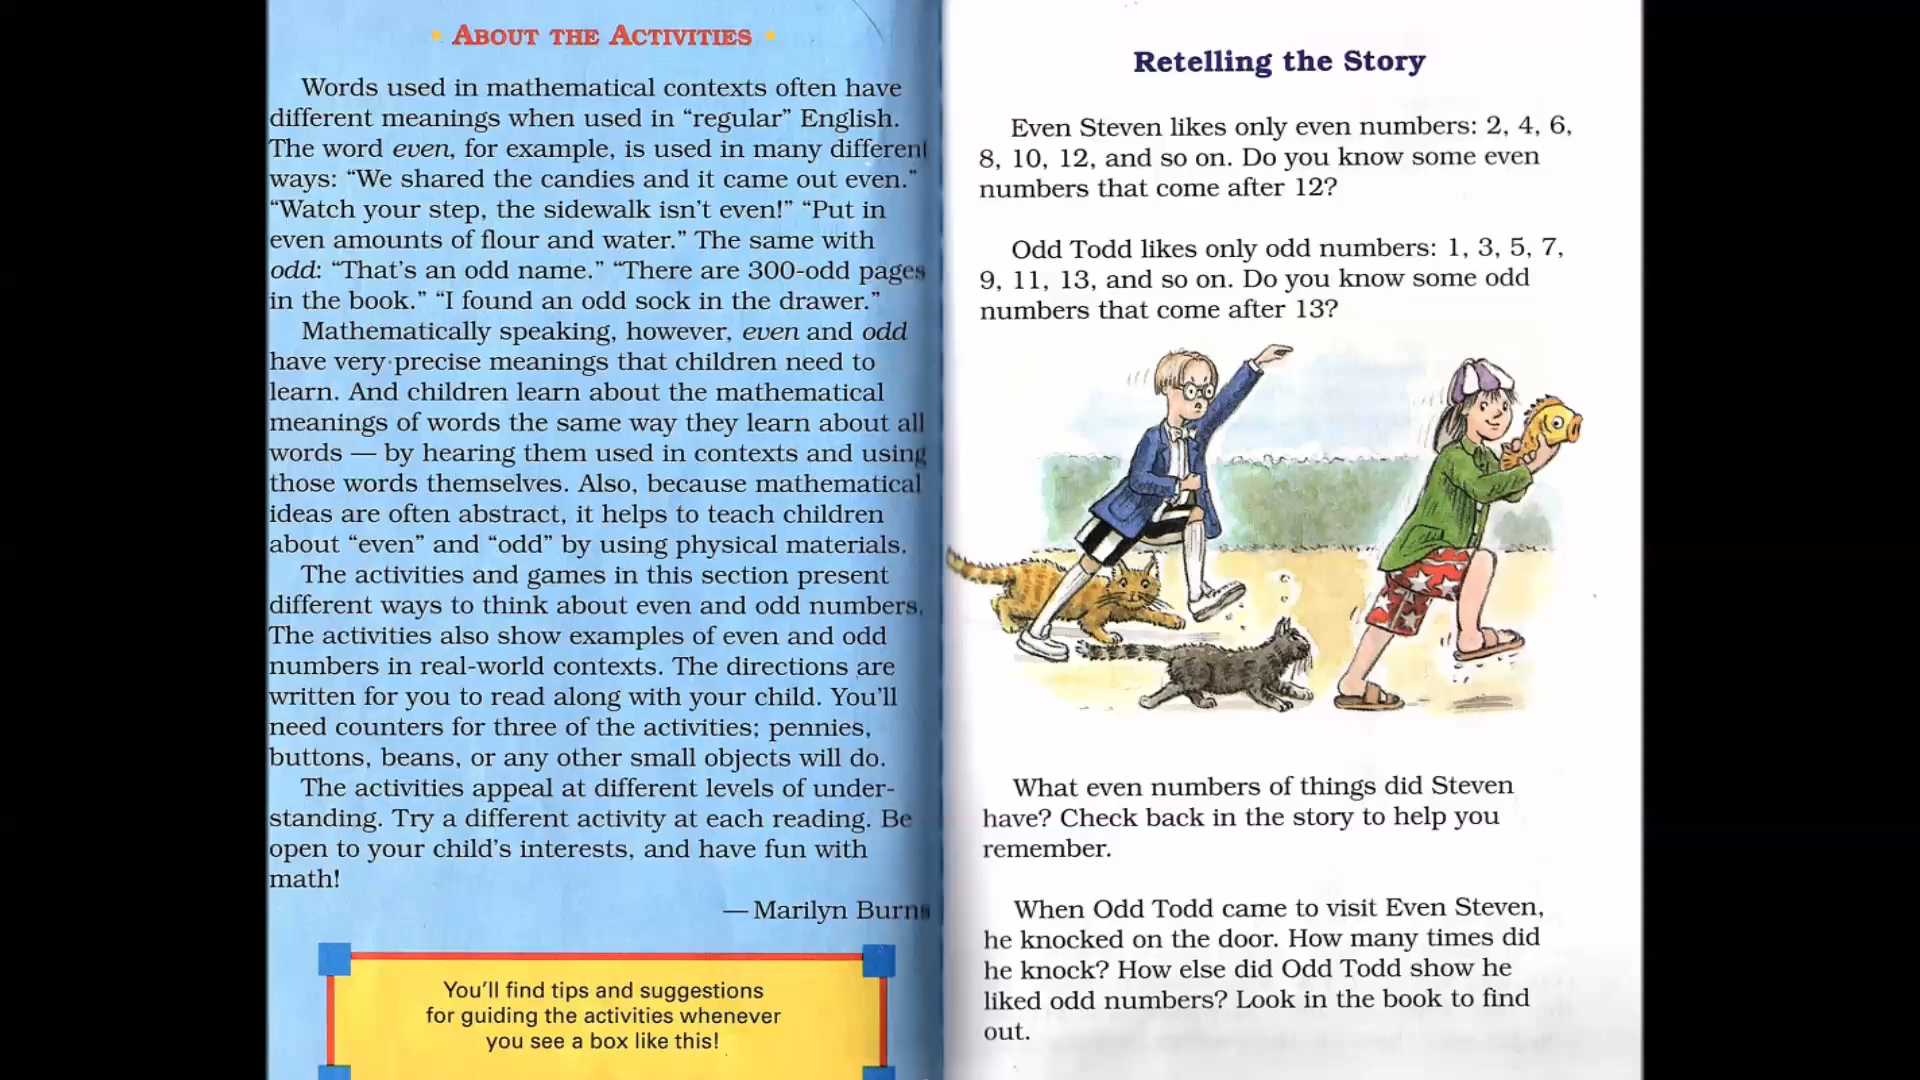 About the Activities
Words used in mathematical contexts often have
different meanings when used in “regular” English.
The word even, for example, is used in many different
ways: “We shared the candies and it came out even.”
“Watch your step, the sidewalk isn't even!” “Put in
even amounts of flour and water.” The same with
odd: “That's an odd name.” “There are 300-odd pages
in the book.” “I found an odd sock in the drawer.”
Mathematically speaking, however, even and odd
have very precise meanings that children need to
learn. And children learn about the mathematical
meanings of words the same way they learn about all
words — by hearing them used in contexts and using
those words themselves. Also, because mathematical
ideas are often abstract, it helps to teach children
about “even” and “odd” by using physical materials.
The activities and games in this section present
different ways to think about even and odd numbers.
The activities also show examples of even and odd
numbers in real-world contexts. The directions are
written for you to read along with your child. You'll
need counters for three of the activities; pennies,
buttons, beans, or any other small objects will do.
The activities appeal at different levels of under-
standing. Try a different activity at each reading. Be
open to your child's interests, and have fun with
math!
— Marilyn Burns
You'll find tips and suggestions
for guiding the activities whenever
you see a box like this!
Retelling the Story
Even Steven likes only even numbers: 2, 4, 6,
8, 10, 12, and so on. Do you know some even
numbers that come after 12?
Odd Todd likes only odd numbers: 1, 3, 5, 7,
9, 11, 13, and so on. Do you know some odd
numbers that come after 13?
What even numbers of things did Steven
have? Check back in the story to help you
remember.
When Odd Todd came to visit Even Steven,
he knocked on the door. How many times did
he knock? How else did Odd Todd show he
liked odd numbers? Look in the book to find
out.